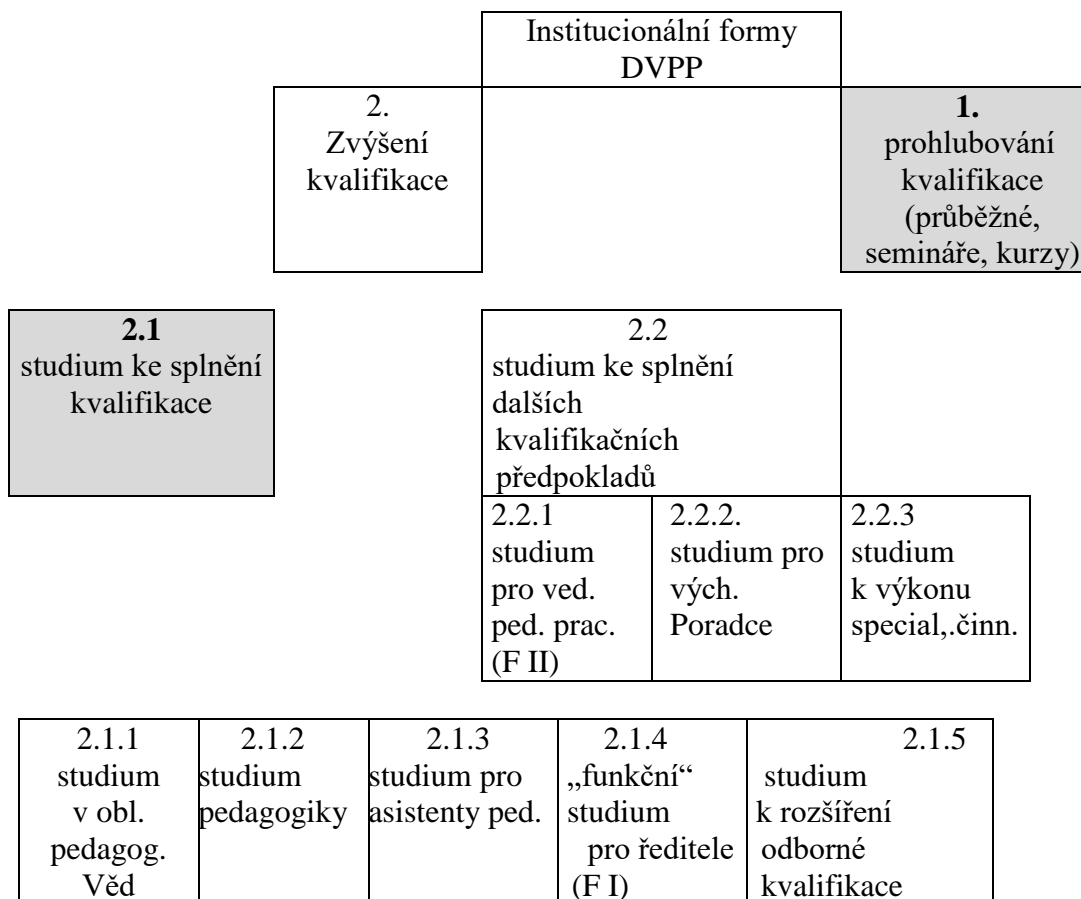 Institucionální formy
DVPP
2.
Zvýšení
kvalifikace
1.
prohlubování
kvalifikace
(průběžné,
semináře, kurzy)
2.1
studium ke splnění
kvalifikace
2.2
studium ke splnění
dalších
kvalifikačních
předpokladů
2.2.1
studium
pro ved.
ped. prac.
(F II)
2.2.2.
studium pro
vých.
Poradce
2.2.3
studium
k výkonu
special,.činn.
2.1.1
studium
v obl.
pedagog.
Věd
2.1.2
studium
pedagogiky
2.1.3
studium pro
asistenty ped.
2.1.4
„funkční“
studium
pro ředitele
(F I)
2.1.5
studium
k rozšíření
odborné
kvalifikace